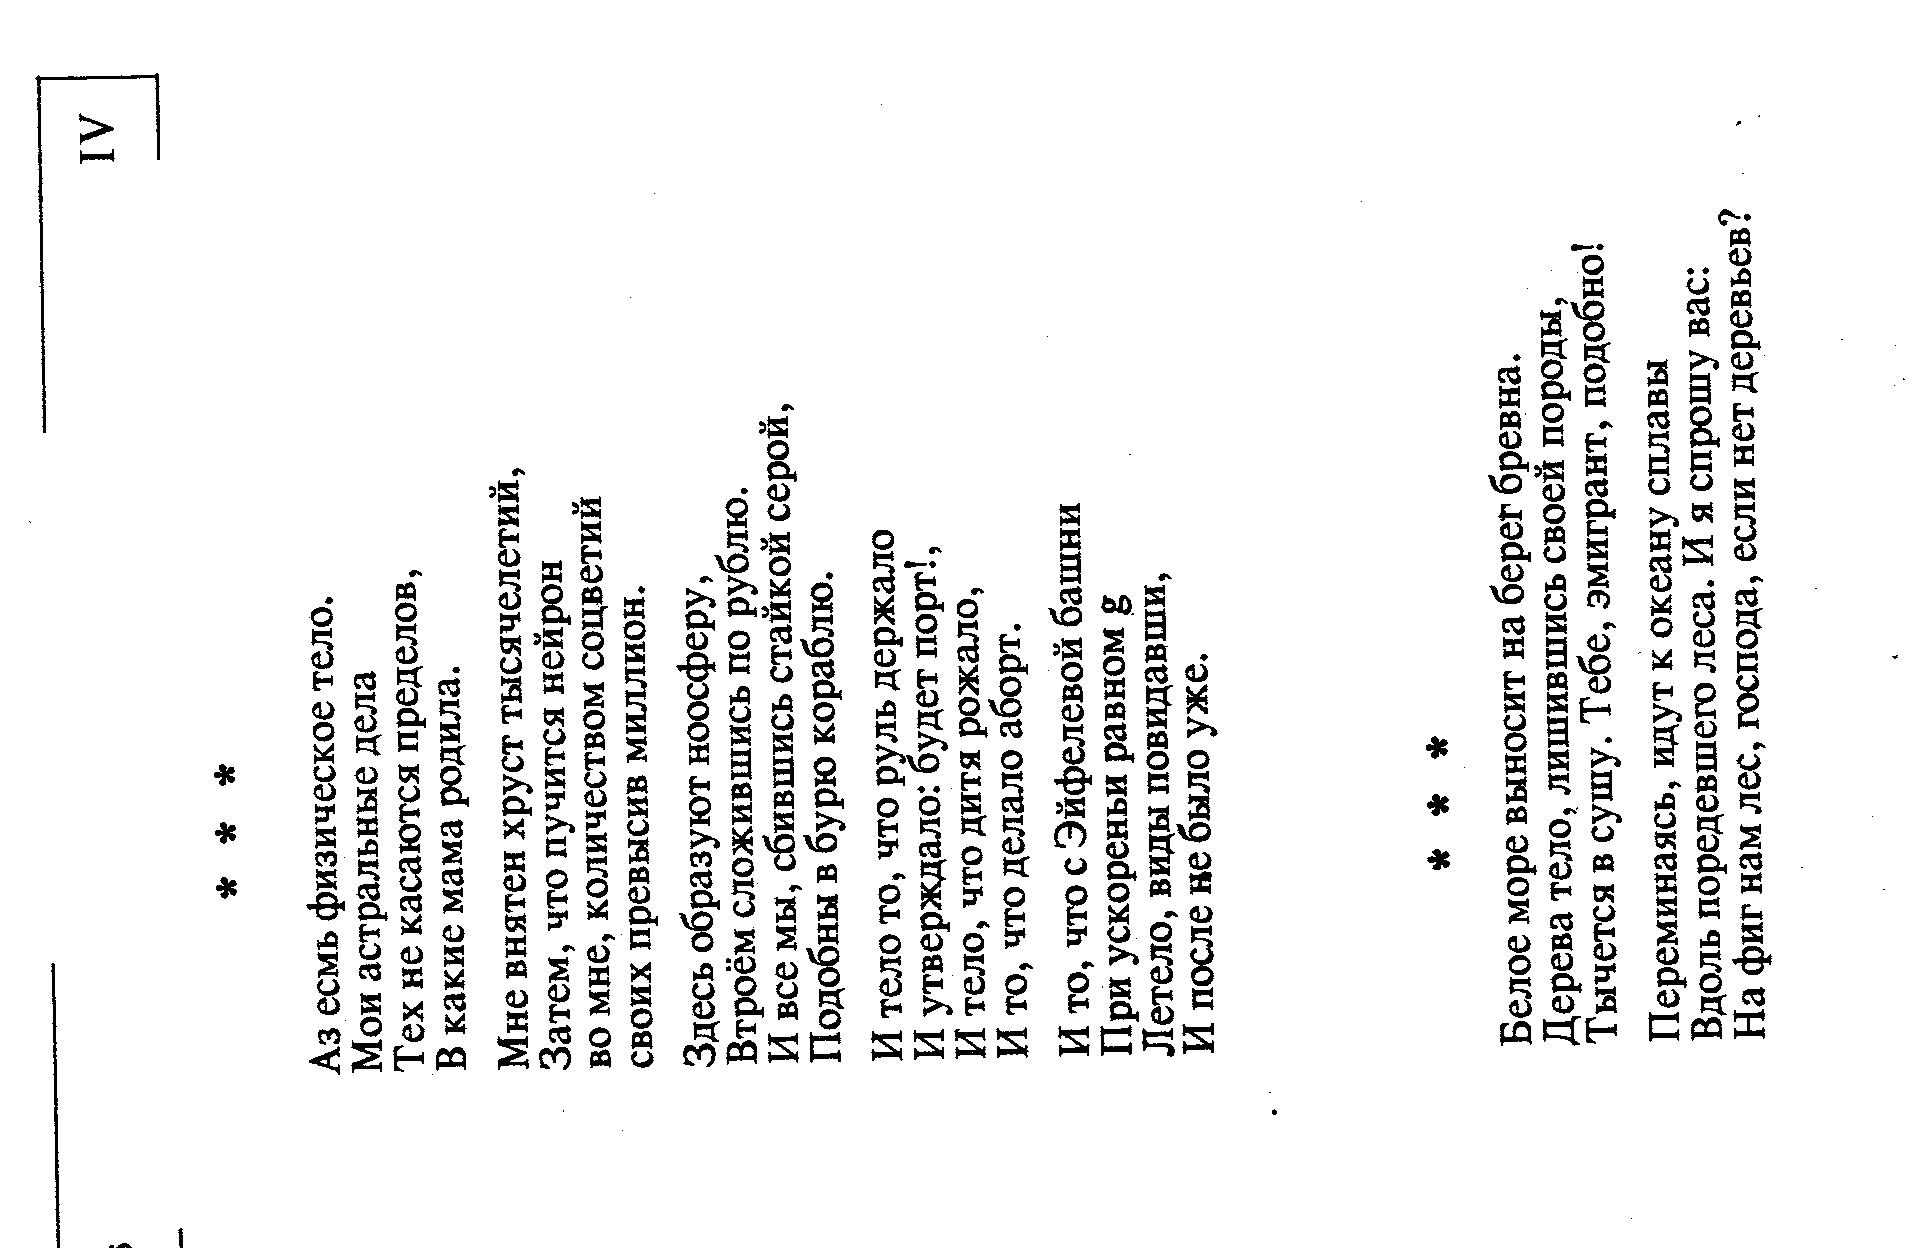 IV
* * *
Аз есмь физическое тело.
Мои астральные дела
Тех не касаются пределов,
В какие мама родила.
Мне внятен хруст тысячелетий,
Затем, что пучится нейрон
во мне, количеством соцветий
своих превысив миллион.
Здесь образуют ноосферу,
Втроём сложившись по рублю.
И все мы, сбившись стайкой серой,
Подобны в бурю кораблю.
И тело то, что руль держало
И утверждало: будет порт!,
И тело, что дитя рожало,
И то, что делало аборт.
И то, что с Эйфелевой башни
При ускореньи равном g
Летело, виды повидавши,
И после не было уже.
* * *
Белое море выносит на берег бревна.
Дерева тело, лишившись своей породы,
Тычется в сушу. Тебе, эмигрант, подобно!
Переминаясь, идут к океану сплавы
Вдоль поредевшего леса. И я спрошу вас:
На фиг нам лес, господа, если нет деревьев?